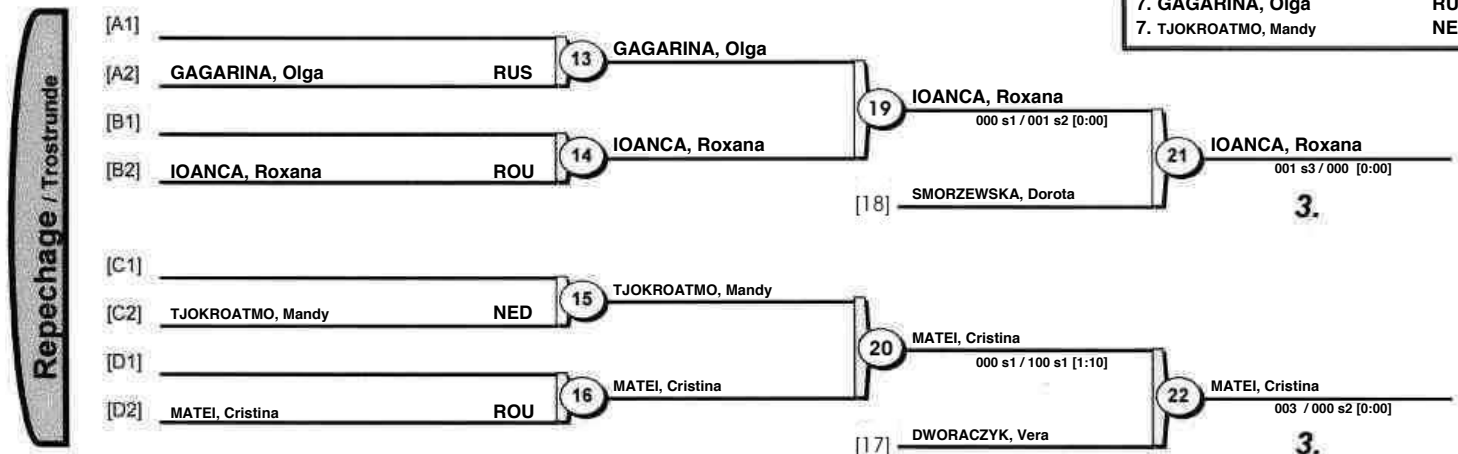 7. GAGARINA, Olga RU
7. TJOKROATMO, Mandy NE
Repechage / Trostrunde
[A1]
[A2] GAGARINA, Olga RUS
13 GAGARINA, Olga
[B1]
[B2] IOANCA, Roxana ROU
14 IOANCA, Roxana
19 IOANCA, Roxana
000 s1 / 001 s2 [0:00]
[18] SMORZEWSKA, Dorota
21 IOANCA, Roxana
001 s3 / 000 [0:00]
3.
[C1]
[C2] TJOKROATMO, Mandy NED
15 TJOKROATMO, Mandy
[D1]
[D2] MATEI, Cristina ROU
16 MATEI, Cristina
20 MATEI, Cristina
000 s1 / 100 s1 [1:10]
[17] DWORACZYK, Vera
22 MATEI, Cristina
003 / 000 s2 [0:00]
3.